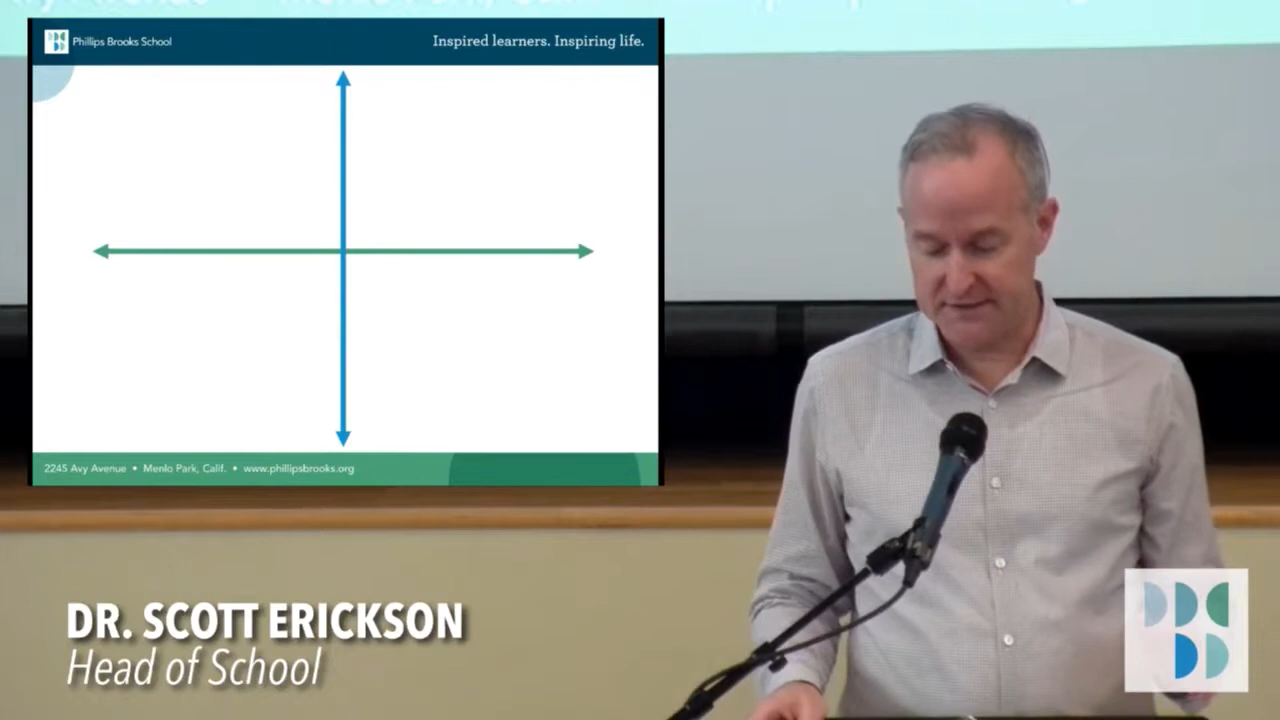 Phillips Brooks School
Inspired learners. Inspiring life.
2245 Avy Avenue • Menlo Park, Calif. • www.phillipsbrooks.org
DR. SCOTT ERICKSON
Head of School